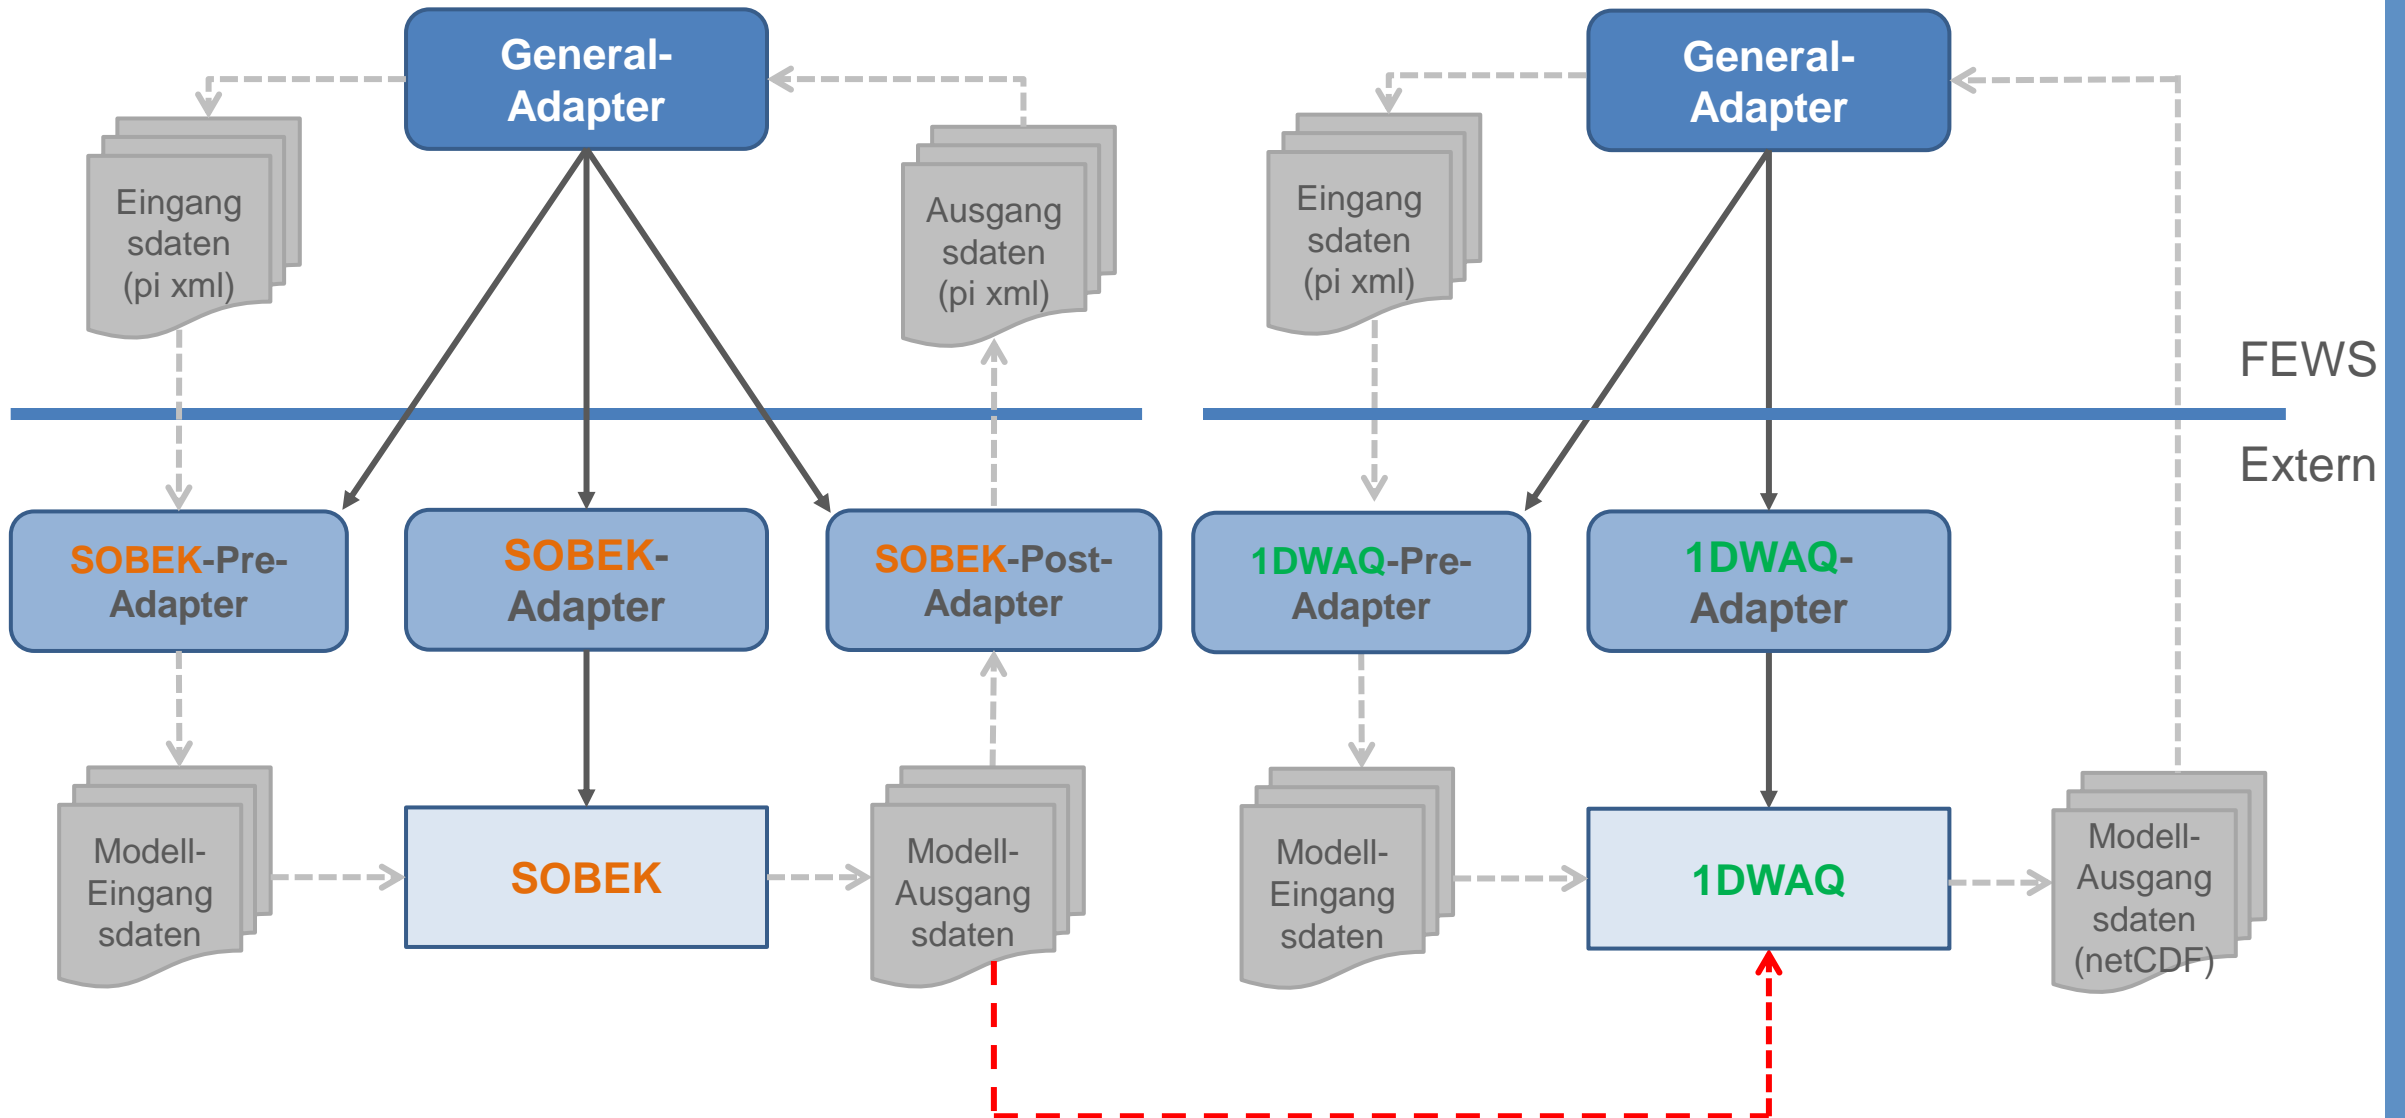 General-
Adapter
Eingang
sdaten
(pi xml)
Ausgang
sdaten
(pi xml)
General-
Adapter
Eingang
sdaten
(pi xml)
FEWS
Extern
SOBEK-Pre-
Adapter
SOBEK-
Adapter
SOBEK-Post-
Adapter
1DWAQ-Pre-
Adapter
1DWAQ-
Adapter
Modell-
Eingang
sdaten
SOBEK
Modell-
Ausgang
sdaten
Modell-
Eingang
sdaten
1DWAQ
Modell-
Ausgang
sdaten
(netCDF)